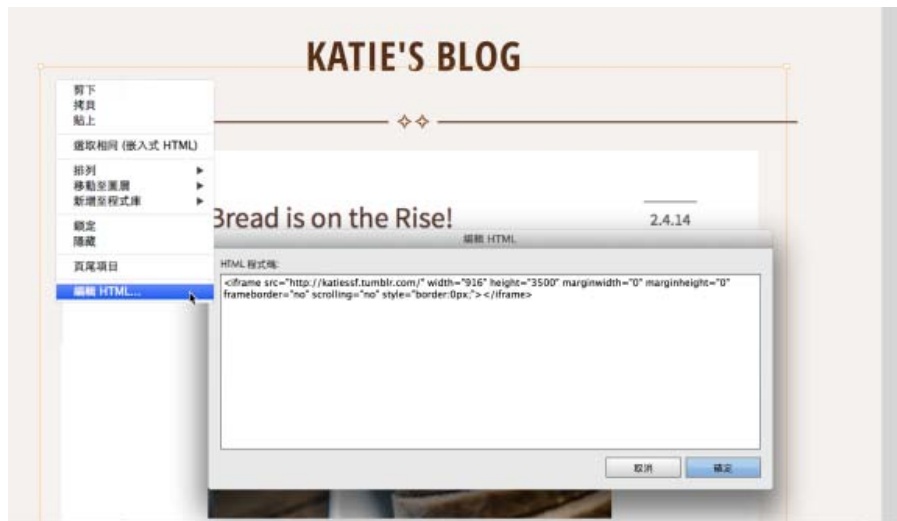 KATIE'S BLOG
剪下
拷貝
貼上
選取相同 (嵌入式 HTML)
排列
移動至圖層
新增至程式庫
鎖定
隱藏
頁尾項目
編輯 HTML...
Bread is on the Rise!
2.4.14
編輯 HTML
HTML 程式碼:
<iframe src="http://katiessf.tumblr.com/" width="916" height="3500" marginwidth="0" marginheight="0"
frameborder="no" scrolling="no" style="border:0px;"></iframe>
取消
確定